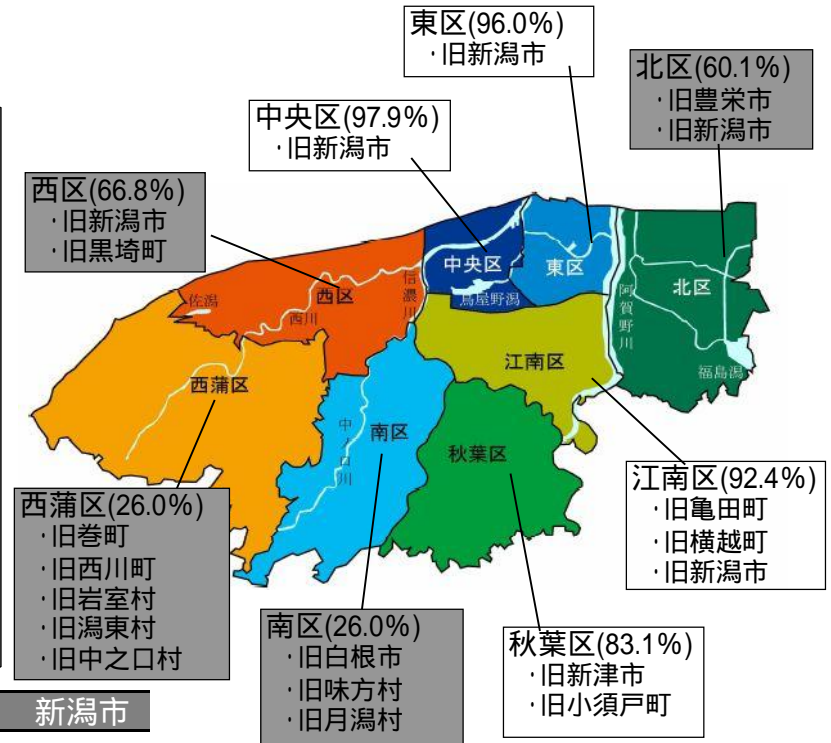 東区(96.0%)
・旧新潟市
北区(60.1%)
・旧豊栄市
・旧新潟市
中央区(97.9%)
・旧新潟市
西区(66.8%)
・旧新潟市
・旧黒埼町
中央区
東区
北区
鳥屋野潟
佐潟
西区
西川
信濃川
阿賀野川
福島潟
江南区
西蒲区
中ノ口川
南区
秋葉区
江南区(92.4%)
・旧亀田町
・旧横越町
・旧新潟市
西蒲区(26.0%)
・旧巻町
・旧西川町
・旧岩室村
・旧潟東村
・旧中之口村
南区(26.0%)
・旧白根市
・旧味方村
・旧月潟村
秋葉区(83.1%)
・旧新津市
・旧小須戸町
新潟市